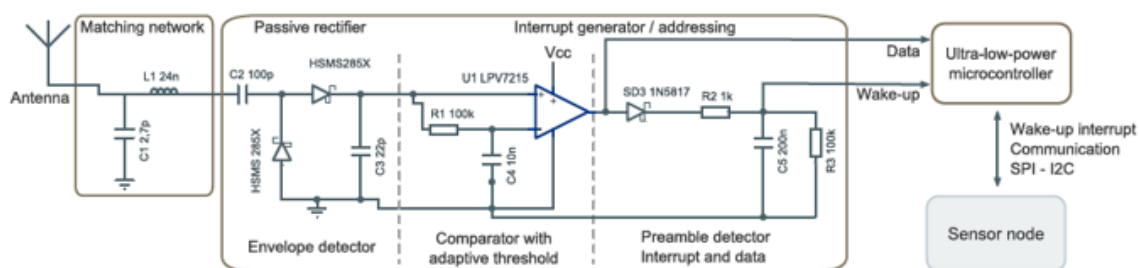 Matching network
Passive rectifier
Interrupt generator / addressing
Antenna
L1 24n
C1 2,7p
C2 100p
HSMS285X
HSMS 285X
C3 22p
U1 LPV7215
Vcc
+
+
R1 100k
C4 10n
SD3 1N5817
R2 1k
C5 200n
R3 100k
Data
Wake-up
Ultra-low-power
microcontroller
Wake-up interrupt
Communication
SPI - I2C
Sensor node
Envelope detector
Comparator with
adaptive threshold
Preamble detector
Interrupt and data